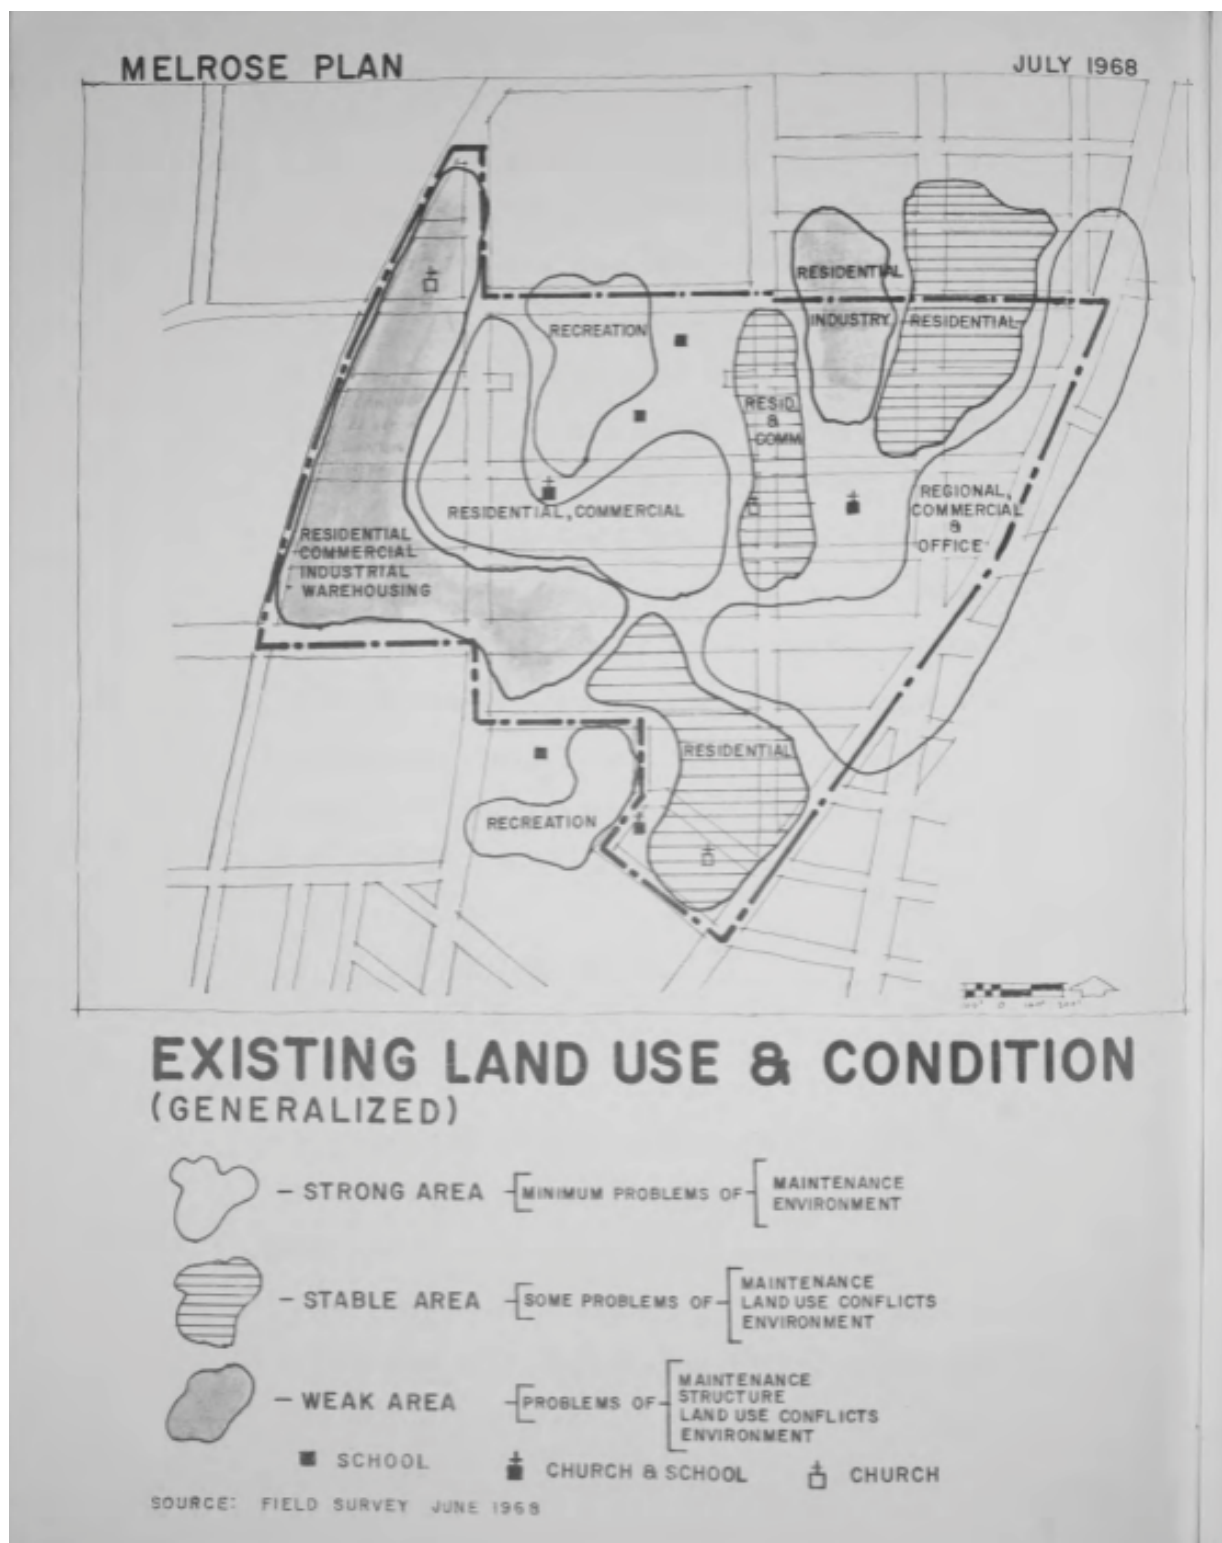 MELROSE PLAN
JULY 1968
RESIDENTIAL
INDUSTRY
RESIDENTIAL
RECREATION
RESID.
&
COMM.
RESIDENTIAL, COMMERCIAL
REGIONAL,
COMMERCIAL
&
OFFICE
RESIDENTIAL
COMMERCIAL
INDUSTRIAL
WAREHOUSING
RESIDENTIAL
RECREATION
EXISTING LAND USE & CONDITION
(GENERALIZED)
- STRONG AREA
MINIMUM PROBLEMS OF
MAINTENANCE
ENVIRONMENT
- STABLE AREA
SOME PROBLEMS OF
MAINTENANCE
LAND USE CONFLICTS
ENVIRONMENT
- WEAK AREA
PROBLEMS OF
MAINTENANCE
STRUCTURE
LAND USE CONFLICTS
ENVIRONMENT
SCHOOL
CHURCH & SCHOOL
CHURCH
SOURCE: FIELD SURVEY JUNE 1968